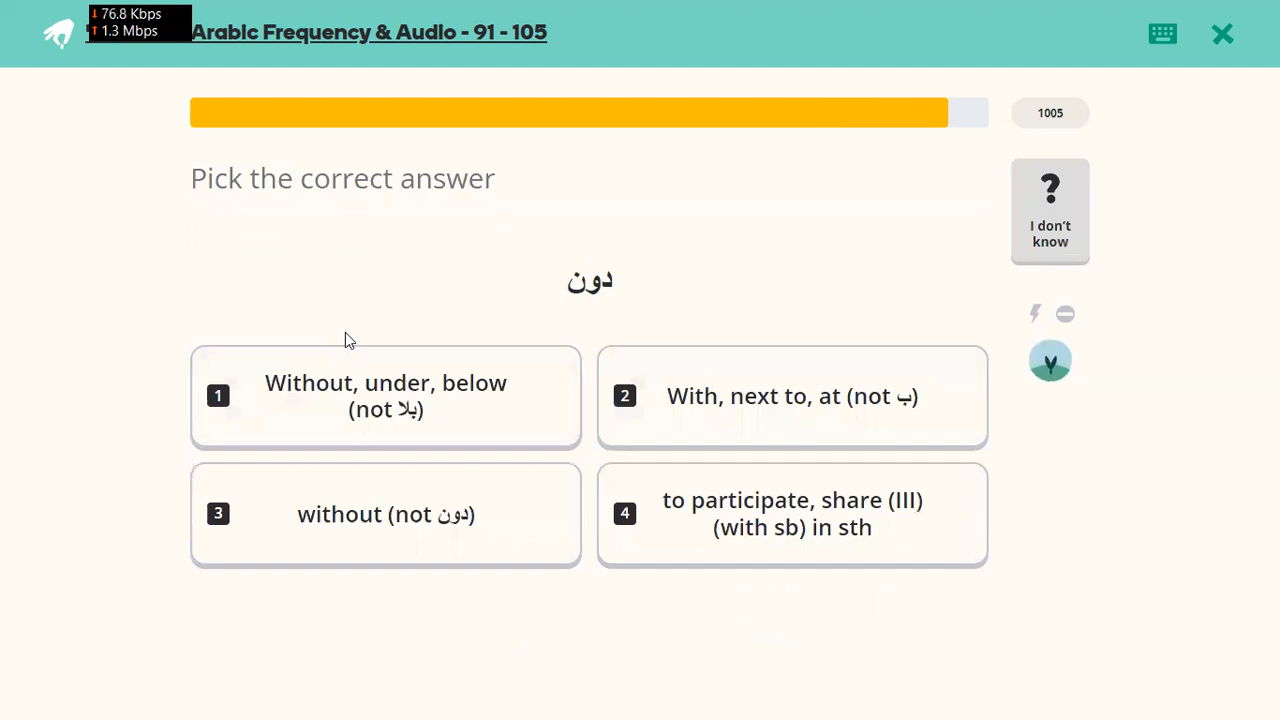 ↓ 76.8 Kbps
↑ 1.3 Mbps
Arabic Frequency & Audio - 91 - 105
1005
Pick the correct answer
?
I don't
know
دون
1
Without, under, below
(not بلا)
2
With, next to, at (not ب)
3
without (not دون)
4
to participate, share (III)
(with sb) in sth